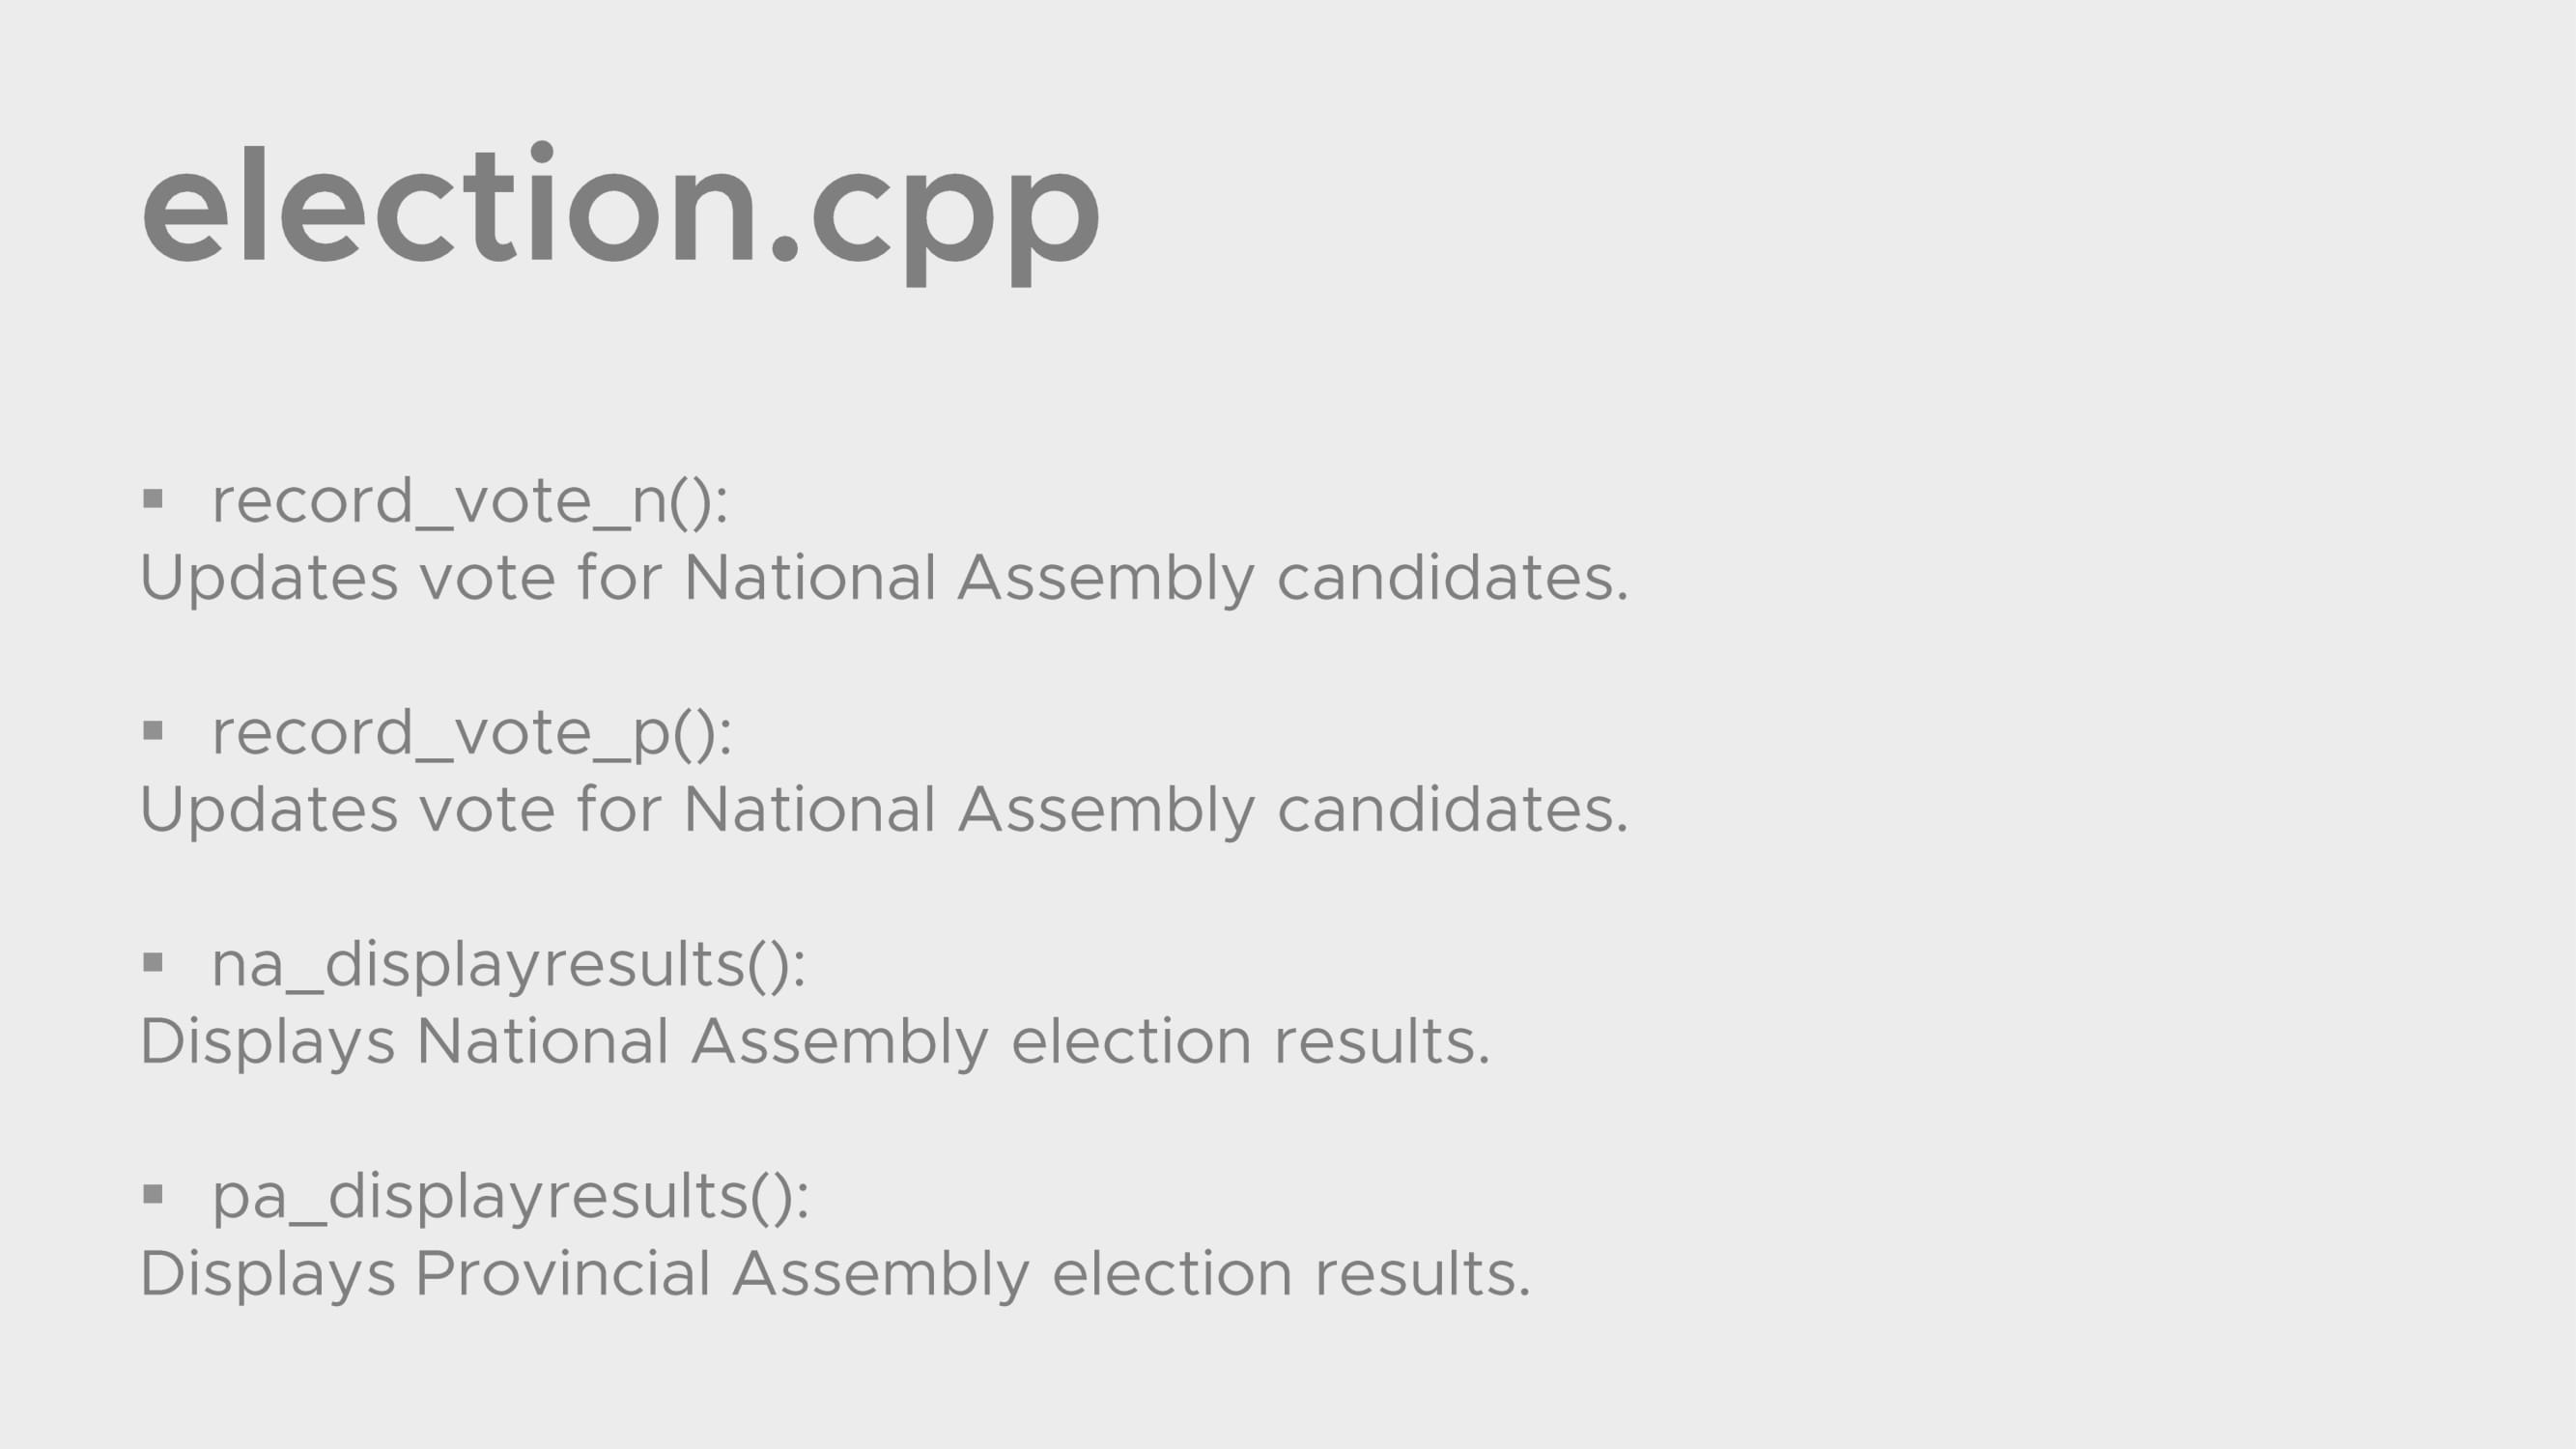 election.cpp
▪ record_vote_n():
Updates vote for National Assembly candidates.
▪ record_vote_p():
Updates vote for National Assembly candidates.
▪ na_displayresults():
Displays National Assembly election results.
▪ pa_displayresults():
Displays Provincial Assembly election results.